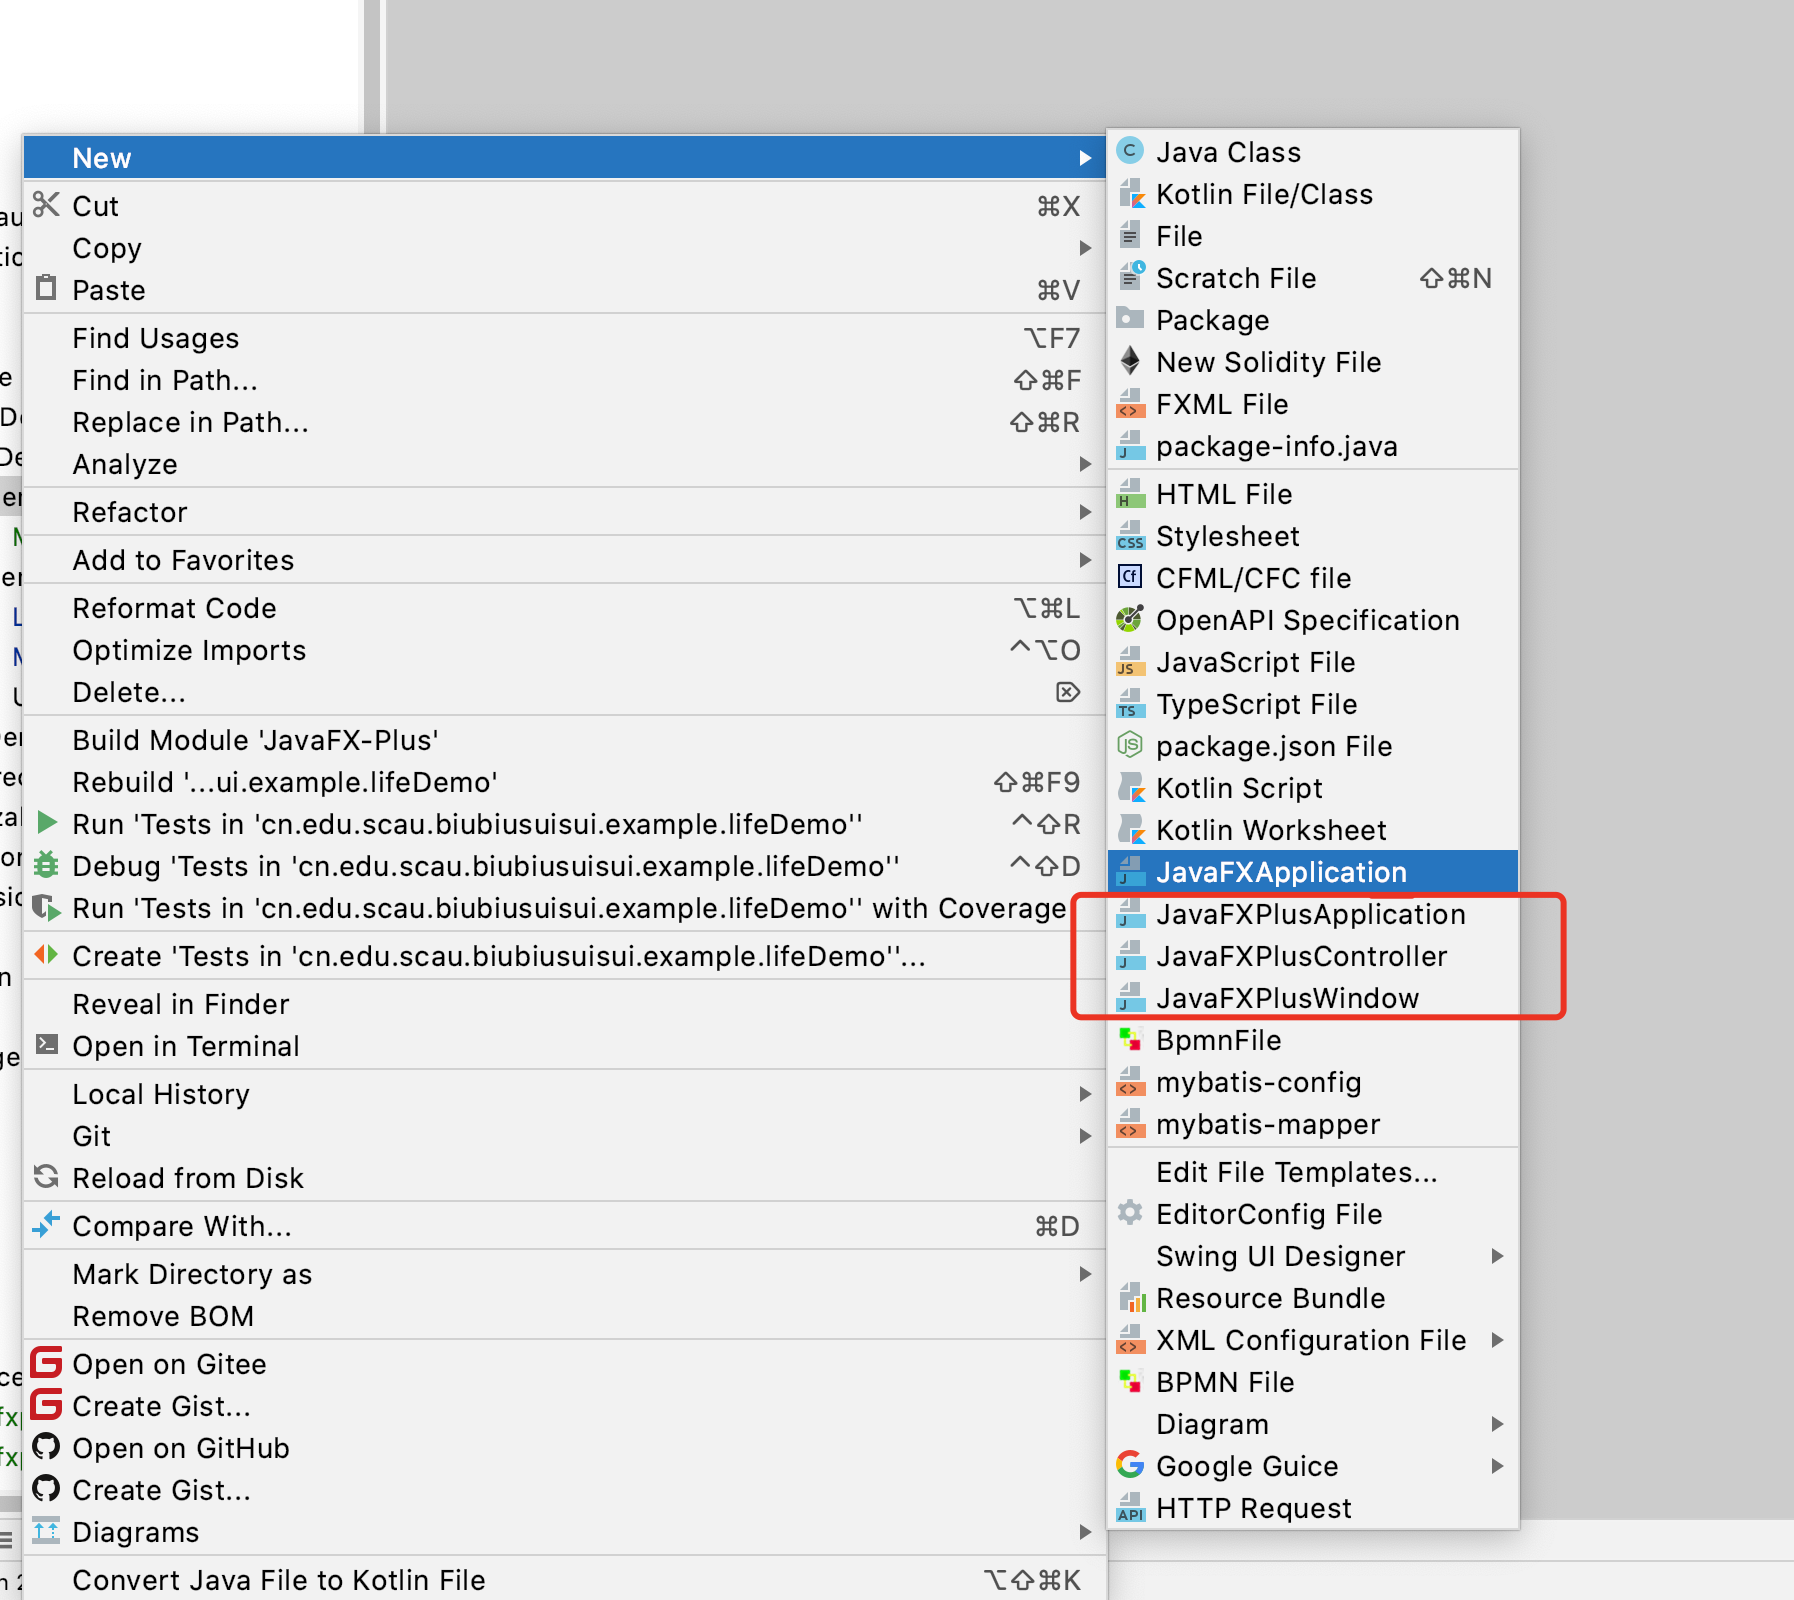 New
Cut ⌘X
Copy
Paste ⌘V
Find Usages ⌥F7
Find in Path... ⇧⌘F
Replace in Path... ⇧⌘R
Analyze
Refactor
Add to Favorites
Reformat Code ⌥⌘L
Optimize Imports ^⌥O
Delete... ⌦
Build Module 'JavaFX-Plus'
Rebuild '...ui.example.lifeDemo' ⇧⌘F9
Run 'Tests in 'cn.edu.scau.biubiusuisui.example.lifeDemo'' ^⇧R
Debug 'Tests in 'cn.edu.scau.biubiusuisui.example.lifeDemo'' ^⇧D
Run 'Tests in 'cn.edu.scau.biubiusuisui.example.lifeDemo'' with Coverage
Create 'Tests in 'cn.edu.scau.biubiusuisui.example.lifeDemo''...
Reveal in Finder
Open in Terminal
Local History
Git
Reload from Disk
Compare With... ⌘D
Mark Directory as
Remove BOM
Open on Gitee
Create Gist...
Open on GitHub
Create Gist...
Diagrams
Convert Java File to Kotlin File ⌥⇧⌘K
Java Class
Kotlin File/Class
File
Scratch File ⇧⌘N
Package
New Solidity File
FXML File
package-info.java
HTML File
Stylesheet
CFML/CFC file
OpenAPI Specification
JavaScript File
TypeScript File
package.json File
Kotlin Script
Kotlin Worksheet
JavaFXApplication
JavaFXPlusApplication
JavaFXPlusController
JavaFXPlusWindow
BpmnFile
mybatis-config
mybatis-mapper
Edit File Templates...
EditorConfig File
Swing UI Designer
Resource Bundle
XML Configuration File
BPMN File
Diagram
Google Guice
HTTP Request